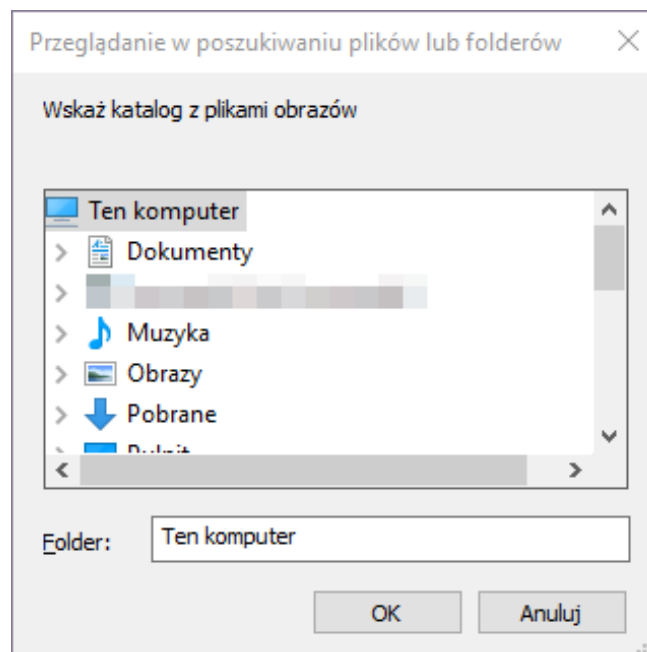 Przeglądanie w poszukiwaniu plików lub folderów
Wskaż katalog z plikami obrazów
Ten komputer
Dokumenty
Muzyka
Obrazy
Pobrane
Pulpit
Folder: Ten komputer
OK Anuluj